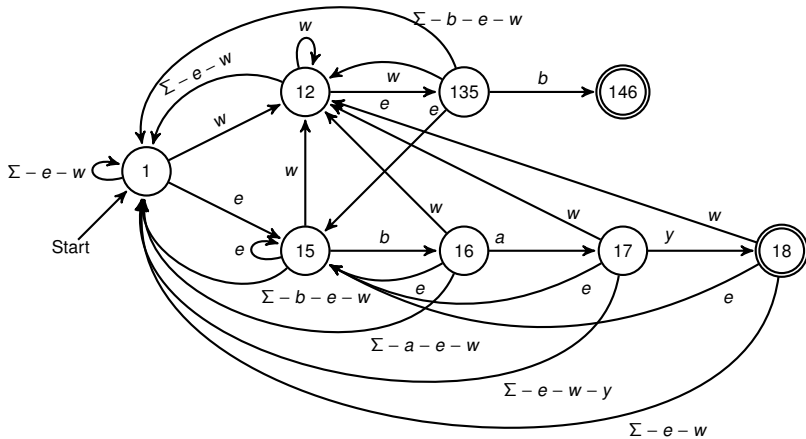 Σ – b – e – w
w
Σ – e – w
12
w
135
b
146
e
e
w
Σ – e – w
1
e
w
Start
e
15
b
16
a
17
y
18
w
w
w
Σ – b – e – w
e
e
e
Σ – a – e – w
Σ – e – w – y
Σ – e – w